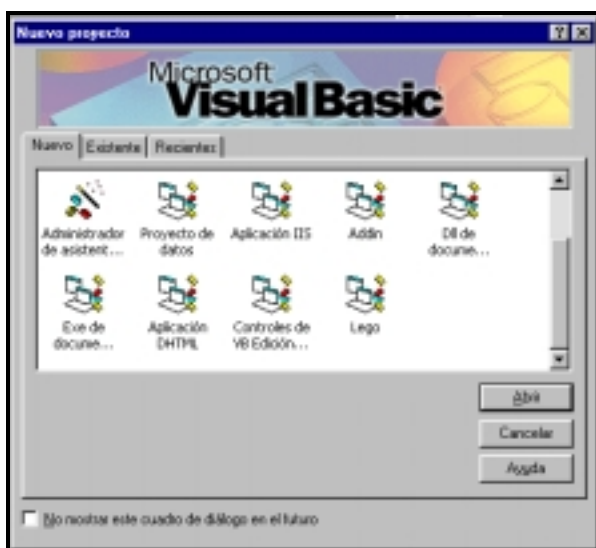 Nuevo proyecto
Microsoft
Visual Basic
Nuevo Existente Recientes
Administrador de asistent...
Proyecto de datos
Aplicación IIS
Addin
Dll de docume...
Exe de docume...
Aplicación DHTML
Controles de VB Edición...
Lego
Abrir
Cancelar
Ayuda
No mostrar este cuadro de diálogo en el futuro